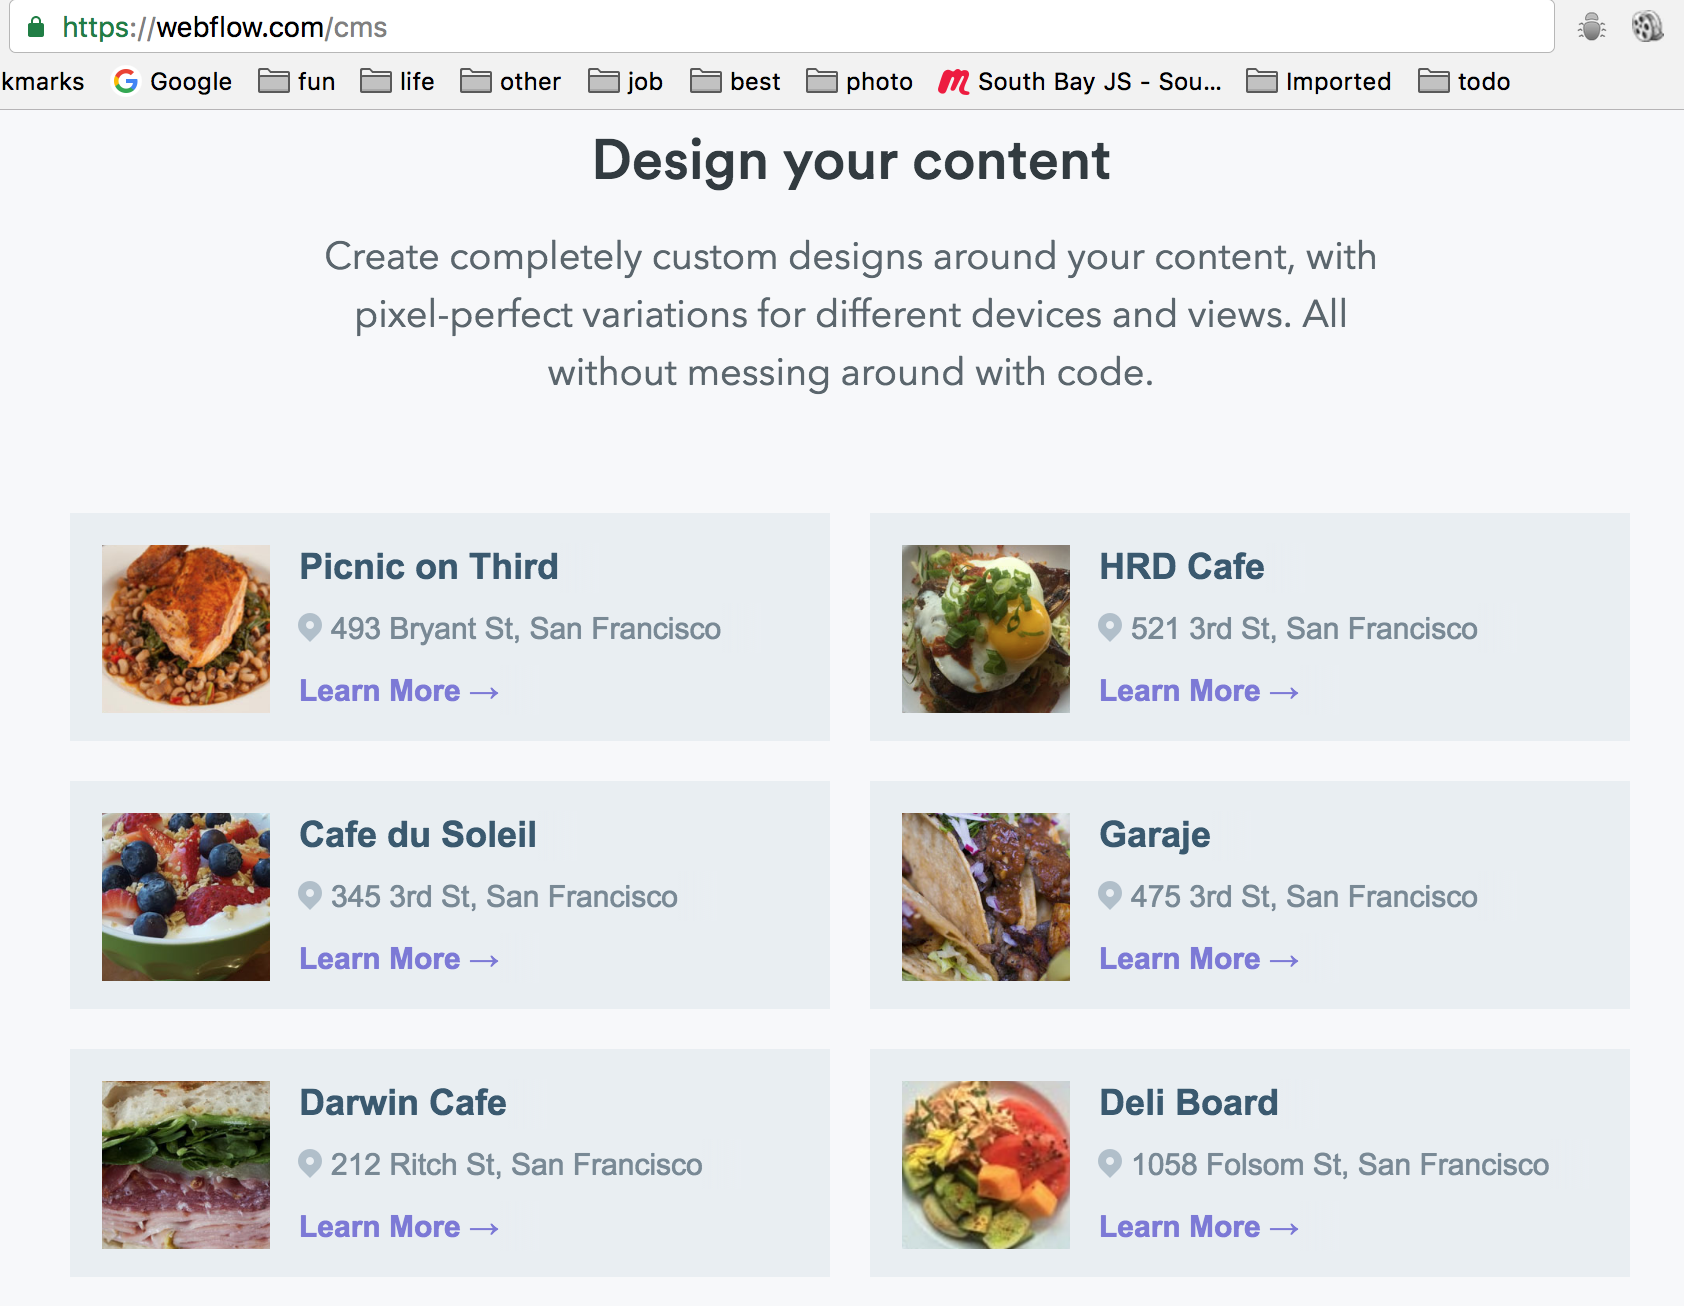 https://webflow.com/cms
kmarks Google fun life other job best photo South Bay JS - Sou... Imported todo
Design your content
Create completely custom designs around your content, with
pixel-perfect variations for different devices and views. All
without messing around with code.
Picnic on Third
493 Bryant St, San Francisco
Learn More →
HRD Cafe
521 3rd St, San Francisco
Learn More →
Cafe du Soleil
345 3rd St, San Francisco
Learn More →
Garaje
475 3rd St, San Francisco
Learn More →
Darwin Cafe
212 Ritch St, San Francisco
Learn More →
Deli Board
1058 Folsom St, San Francisco
Learn More →